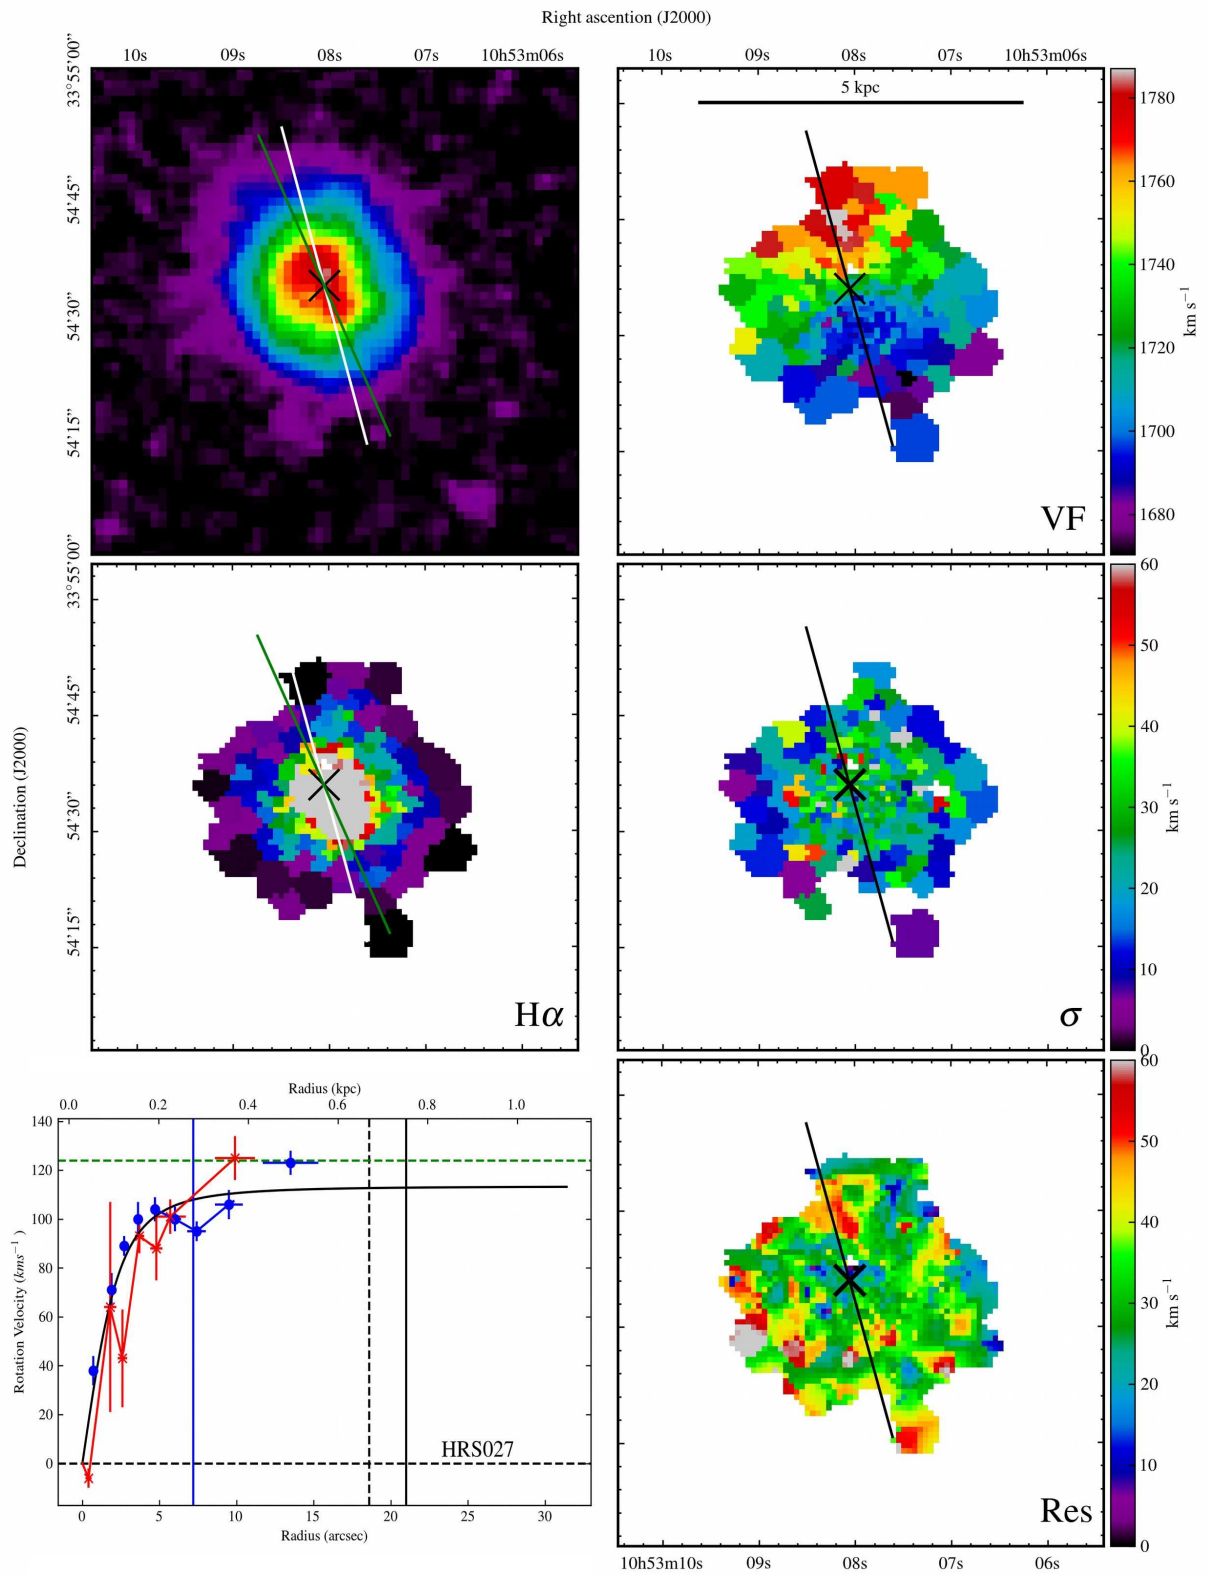 Right ascention (J2000)
10s 09s 08s 07s 10h53m06s
10s 09s 08s 07s 10h53m06s
33°55'00”
54'45”
54'30”
54'15”
54'00”
5 kpc
VF
1780
1760
1740
1720
1700
1680
km s⁻¹
Declination (J2000)
33°55'00”
54'45”
54'30”
54'15”
Hα
σ
60
50
40
30
20
10
0
km s⁻¹
Radius (kpc)
0.0 0.2 0.4 0.6 0.8 1.0
Rotation Velocity (kms⁻¹)
140
120
100
80
60
40
20
0
HRS027
0 5 10 15 20 25 30
Radius (arcsec)
Res
60
50
40
30
20
10
0
km s⁻¹
10h53m10s 09s 08s 07s 06s